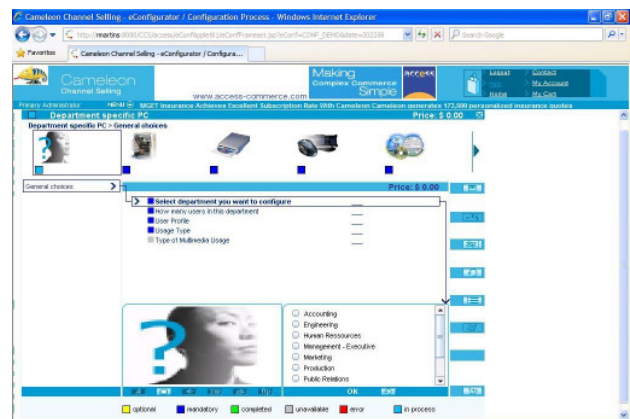 Cameleon Channel Selling - eConfigurator / Configuration Process - Windows Internet Explorer
Search Google
Favorites
Cameleon Channel Selling - eConfigurator / Configura...
Cameleon
Channel Selling
www.access-commerce.com
Making
Complex Commerce
Simple
access
Logout
Contact
My Account
Home
My Cart
Primary Administrator
MENU
MGET Insurance Achieves Excellent Subscription Rate With Cameleon Cameleon generates 173,000 personalized insurance quotes
Department specific PC
Price: $ 0.00
Department specific PC > General choices
General choices
Price: $ 0.00
Select department you want to configure
How many users in this department
User Profile
Usage Type
Type of Multimedia Usage
Accounting
Engineering
Human Ressources
Management - Executive
Marketing
Production
Public Relations
OK
optional
mandatory
completed
unavailable
error
in process